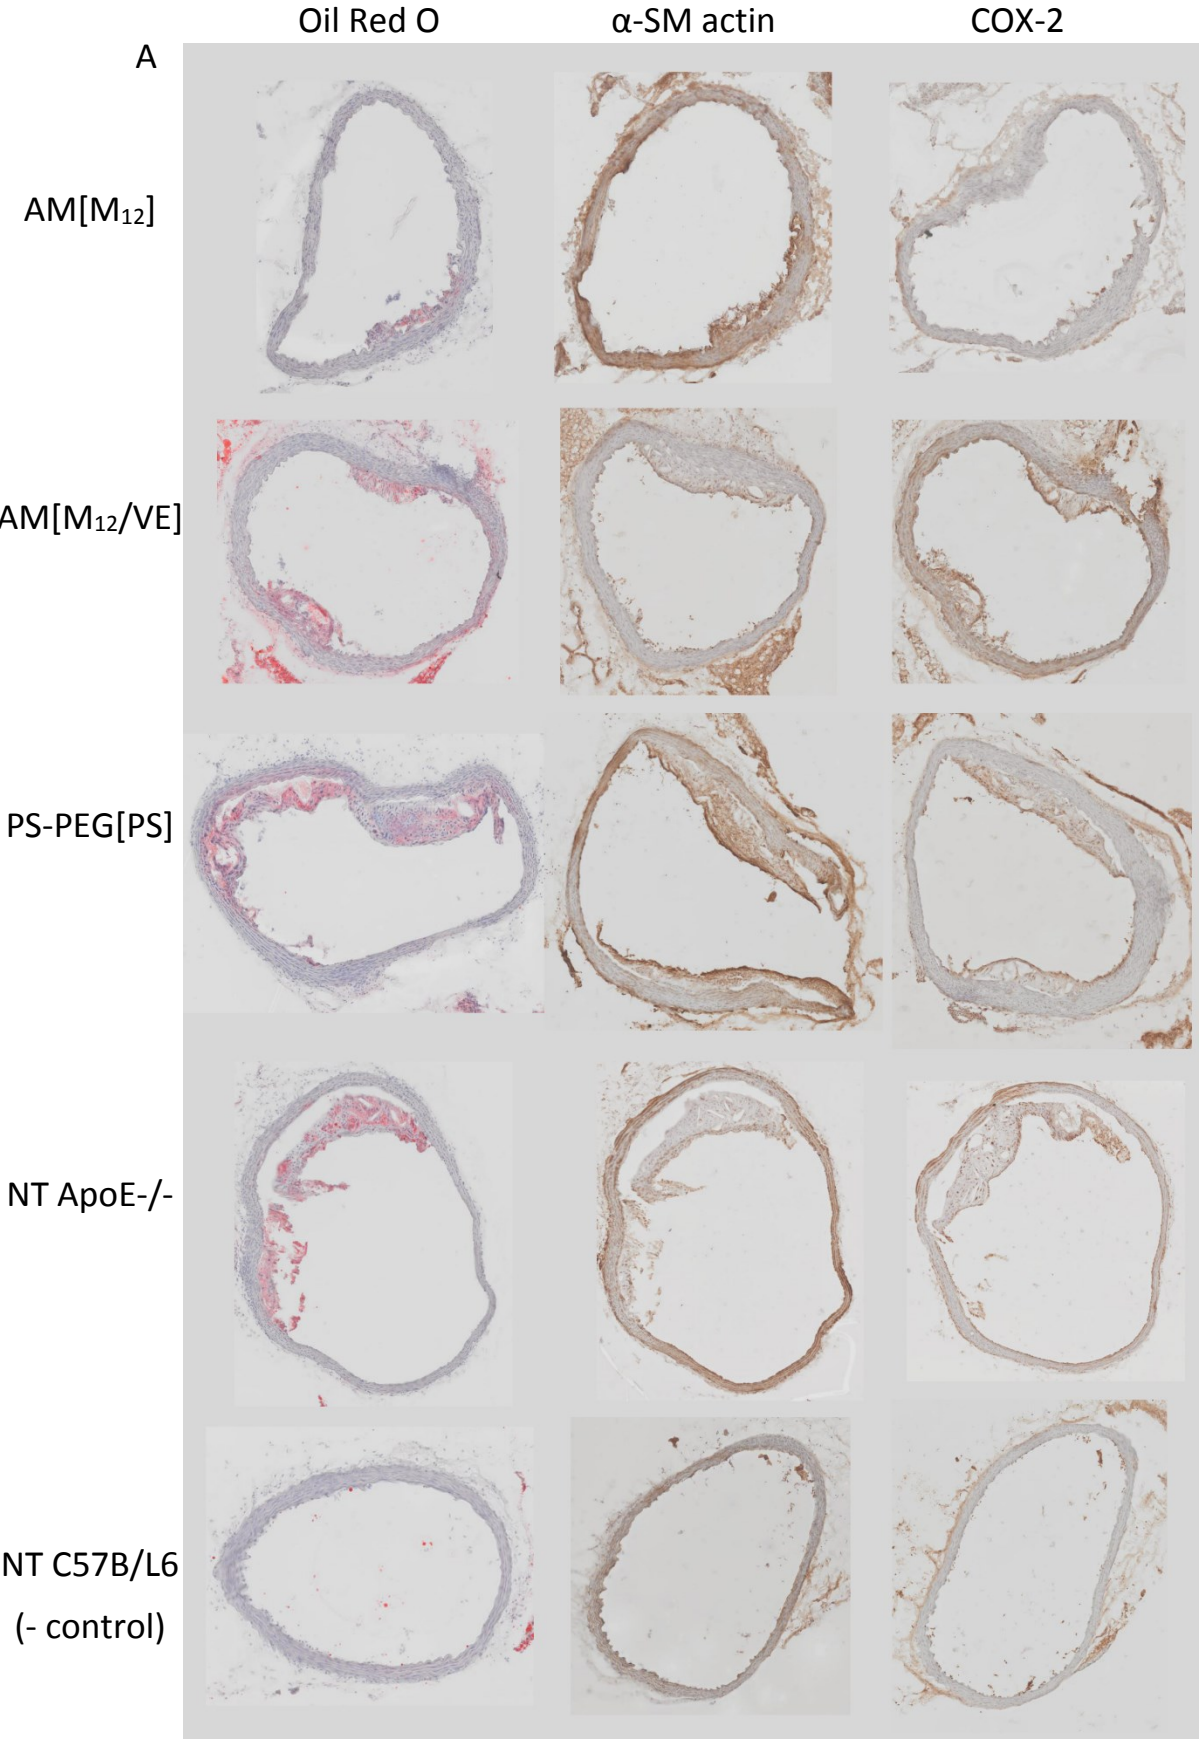 Oil Red O α-SM actin COX-2
A
AM[M₁₂]
AM[M₁₂/VE]
PS-PEG[PS]
NT ApoE-/-
NT C57B/L6
(- control)